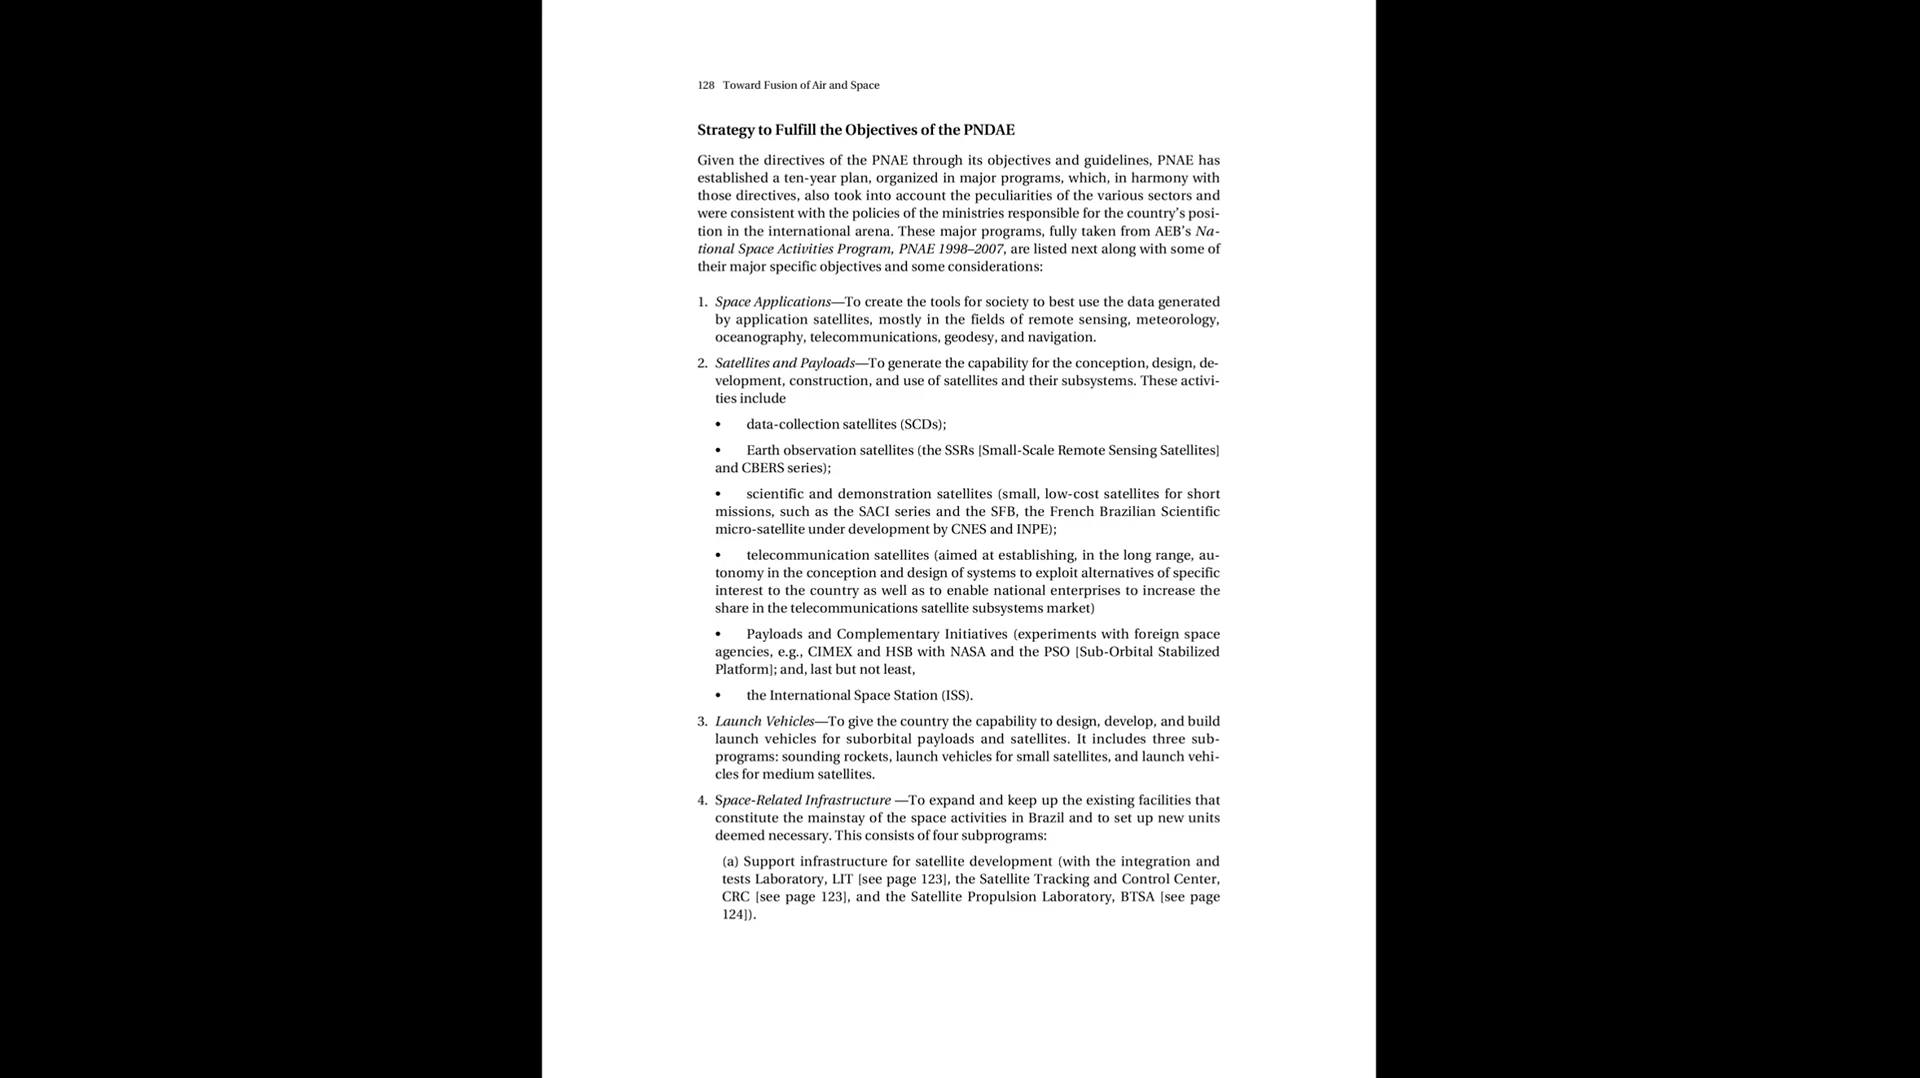 128 Toward Fusion of Air and Space
Strategy to Fulfill the Objectives of the PNDAE
Given the directives of the PNAE through its objectives and guidelines, PNAE has
established a ten-year plan, organized in major programs, which, in harmony with
those directives, also took into account the peculiarities of the various sectors and
were consistent with the policies of the ministries responsible for the country's posi-
tion in the international arena. These major programs, fully taken from AEB's Na-
tional Space Activities Program, PNAE 1998–2007, are listed next along with some of
their major specific objectives and some considerations:
1. Space Applications—To create the tools for society to best use the data generated
by application satellites, mostly in the fields of remote sensing, meteorology,
oceanography, telecommunications, geodesy, and navigation.
2. Satellites and Payloads—To generate the capability for the conception, design, de-
velopment, construction, and use of satellites and their subsystems. These activi-
ties include
• data-collection satellites (SCDs);
• Earth observation satellites (the SSRs [Small-Scale Remote Sensing Satellites]
and CBERS series);
• scientific and demonstration satellites (small, low-cost satellites for short
missions, such as the SACI series and the SFB, the French Brazilian Scientific
micro-satellite under development by CNES and INPE);
• telecommunication satellites (aimed at establishing, in the long range, au-
tonomy in the conception and design of systems to exploit alternatives of specific
interest to the country as well as to enable national enterprises to increase the
share in the telecommunications satellite subsystems market)
• Payloads and Complementary Initiatives (experiments with foreign space
agencies, e.g., CIMEX and HSB with NASA and the PSO [Sub-Orbital Stabilized
Platform]; and, last but not least,
• the International Space Station (ISS).
3. Launch Vehicles—To give the country the capability to design, develop, and build
launch vehicles for suborbital payloads and satellites. It includes three sub-
programs: sounding rockets, launch vehicles for small satellites, and launch vehi-
cles for medium satellites.
4. Space-Related Infrastructure —To expand and keep up the existing facilities that
constitute the mainstay of the space activities in Brazil and to set up new units
deemed necessary. This consists of four subprograms:
(a) Support infrastructure for satellite development (with the integration and
tests Laboratory, LIT [see page 123], the Satellite Tracking and Control Center,
CRC [see page 123], and the Satellite Propulsion Laboratory, BTSA [see page
124]).